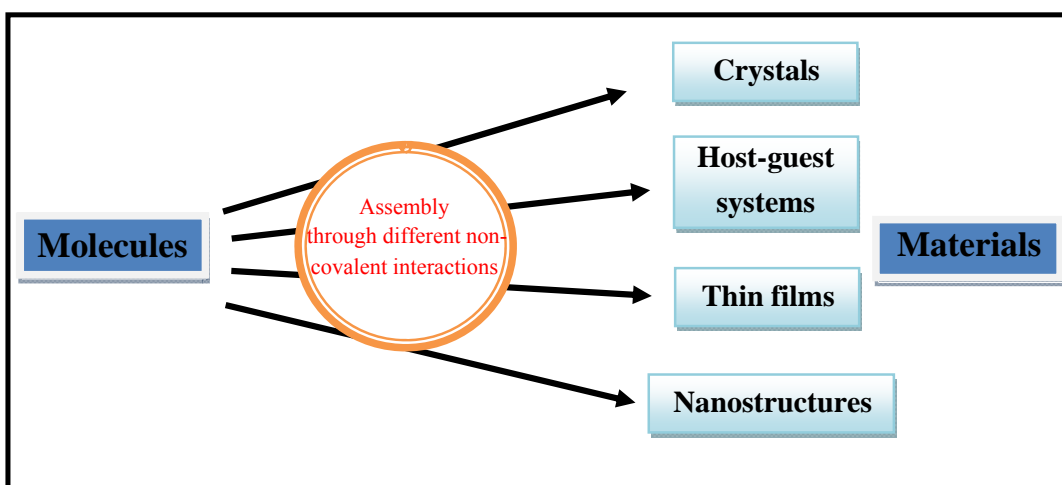 Molecules
Assembly
through different non-
covalent interactions
Crystals
Host-guest
systems
Thin films
Nanostructures
Materials